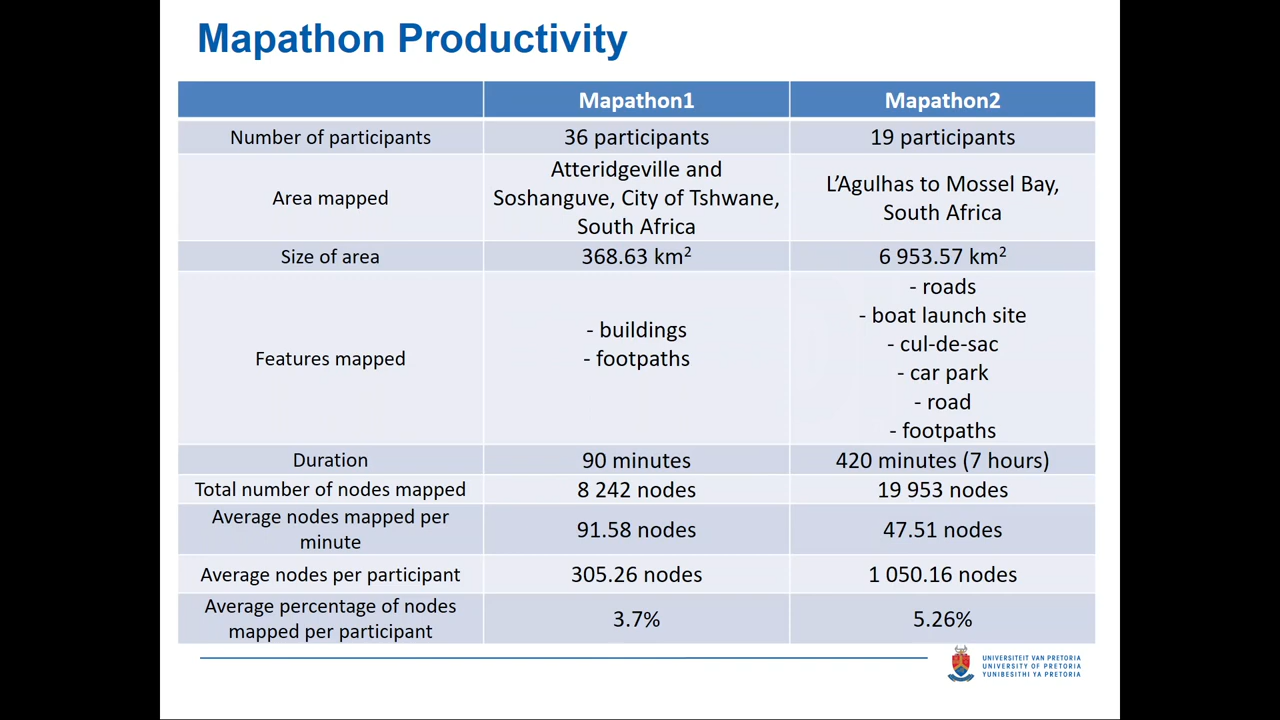 Mapathon Productivity
Mapathon1
Mapathon2
Number of participants
36 participants
19 participants
Area mapped
Atteridgeville and
Soshanguve, City of Tshwane,
South Africa
L’Agulhas to Mossel Bay,
South Africa
Size of area
368.63 km²
6 953.57 km²
Features mapped
- buildings
- footpaths
- roads
- boat launch site
- cul-de-sac
- car park
- road
- footpaths
Duration
90 minutes
420 minutes (7 hours)
Total number of nodes mapped
8 242 nodes
19 953 nodes
Average nodes mapped per
minute
91.58 nodes
47.51 nodes
Average nodes per participant
305.26 nodes
1 050.16 nodes
Average percentage of nodes
mapped per participant
3.7%
5.26%
UNIVERSITEIT VAN PRETORIA
UNIVERSITY OF PRETORIA
YUNIBESITHI YA PRETORIA